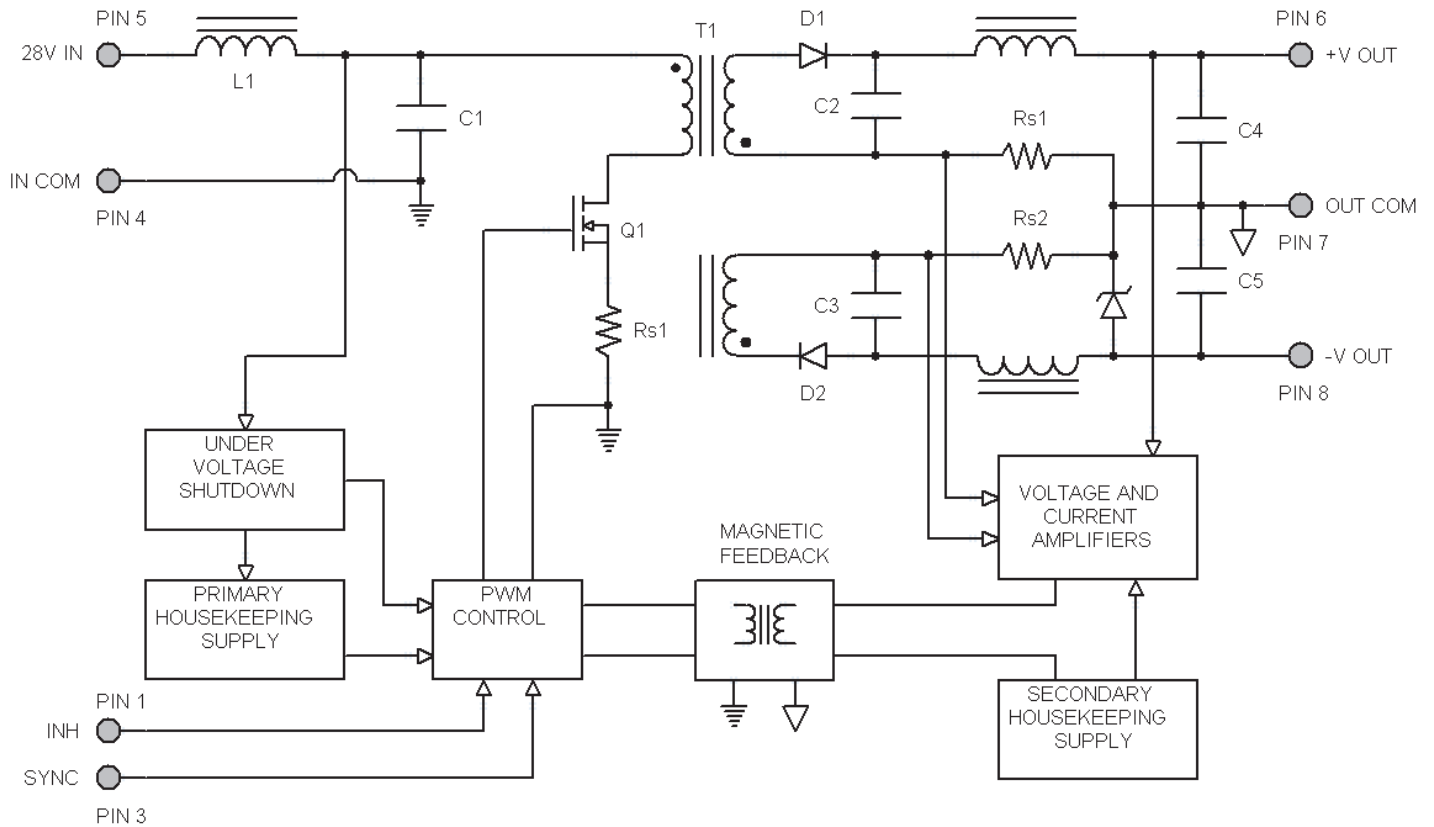 PIN 5
28V IN
L1
C1
IN COM
PIN 4
T1
D1
C2
Rs1
PIN 6
+V OUT
C4
OUT COM
PIN 7
Q1
Rs2
C3
C5
Rs1
D2
-V OUT
PIN 8
UNDER
VOLTAGE
SHUTDOWN
VOLTAGE AND
CURRENT
AMPLIFIERS
MAGNETIC
FEEDBACK
PRIMARY
HOUSEKEEPING
SUPPLY
PWM
CONTROL
SECONDARY
HOUSEKEEPING
SUPPLY
PIN 1
INH
SYNC
PIN 3